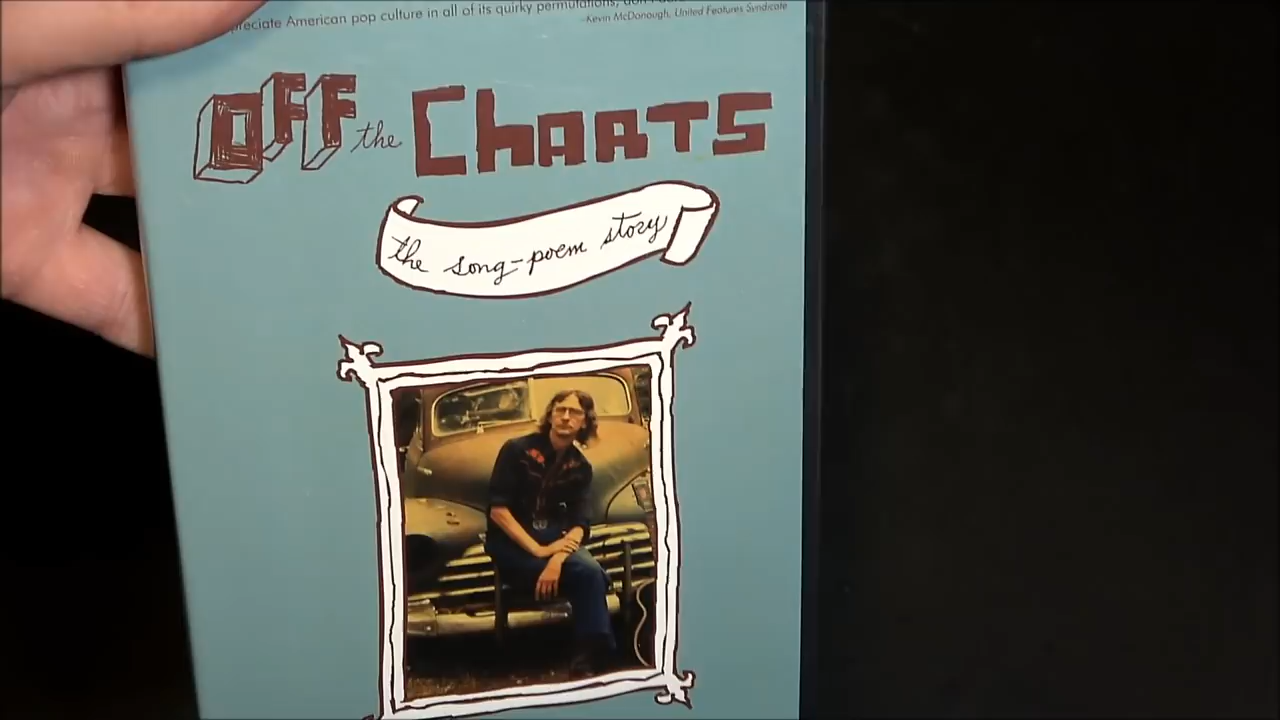 preciate American pop culture in all of its quirky permutations,
-Kevin McDonough, United Features Syndicate
OFF the ChARTS
the song-poem story